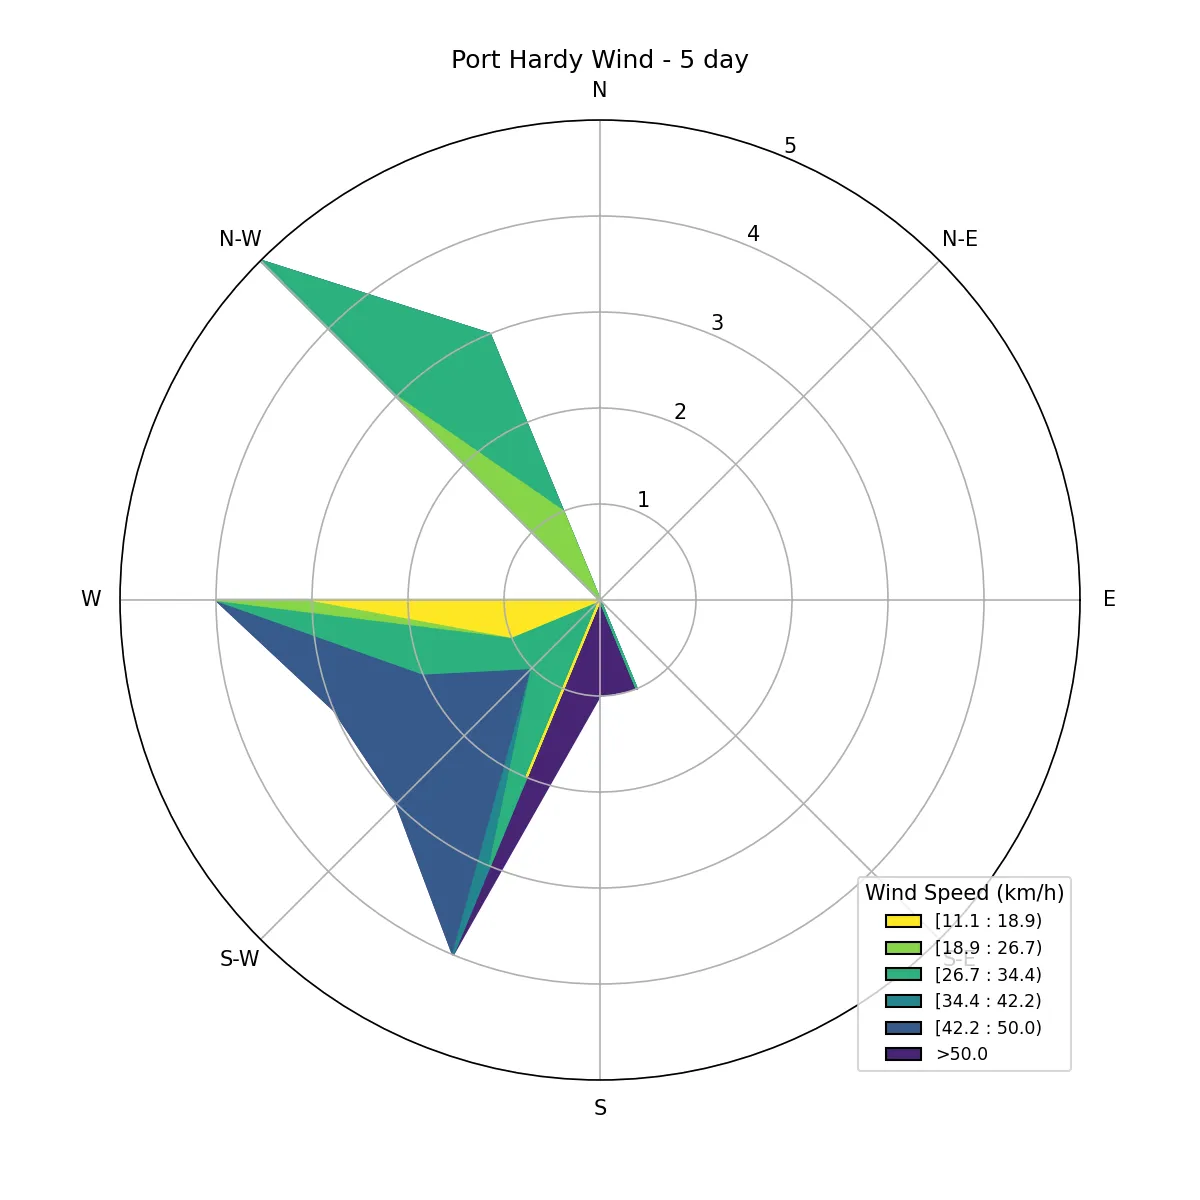 Port Hardy Wind - 5 day
N
5
N-W
N-E
4
3
2
1
W
E
S-W
S-E
S
Wind Speed (km/h)
[11.1 : 18.9)
[18.9 : 26.7)
[26.7 : 34.4)
[34.4 : 42.2)
[42.2 : 50.0)
>50.0